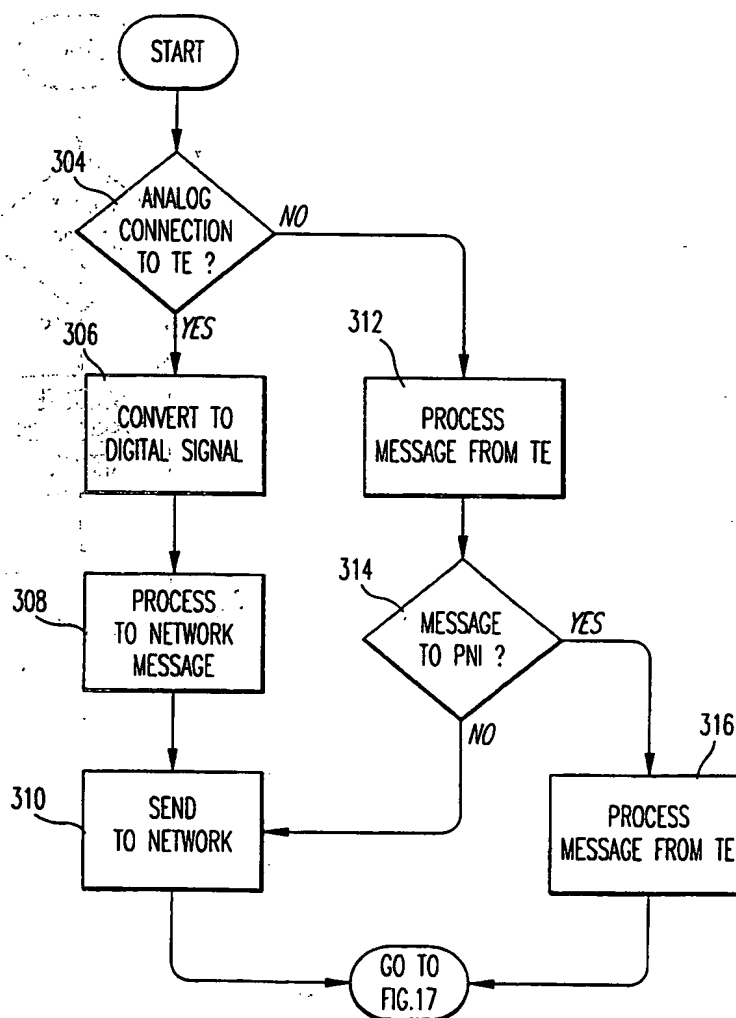 START
304
ANALOG
CONNECTION
TO TE ?
NO
YES
306
CONVERT TO
DIGITAL SIGNAL
312
PROCESS
MESSAGE FROM TE
308
PROCESS
TO NETWORK
MESSAGE
314
MESSAGE
TO PNI ?
YES
NO
310
SEND
TO NETWORK
316
PROCESS
MESSAGE FROM TE
GO TO
FIG.17